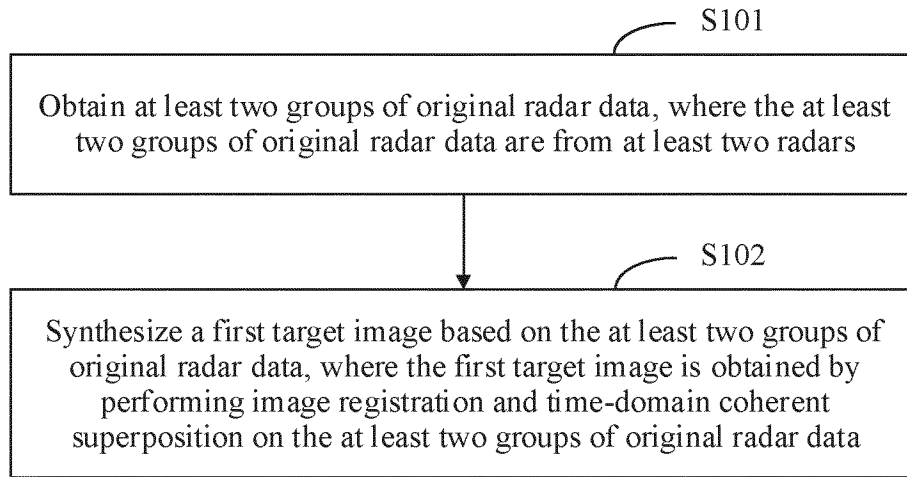 S101
Obtain at least two groups of original radar data, where the at least
two groups of original radar data are from at least two radars
S102
Synthesize a first target image based on the at least two groups of
original radar data, where the first target image is obtained by
performing image registration and time-domain coherent
superposition on the at least two groups of original radar data